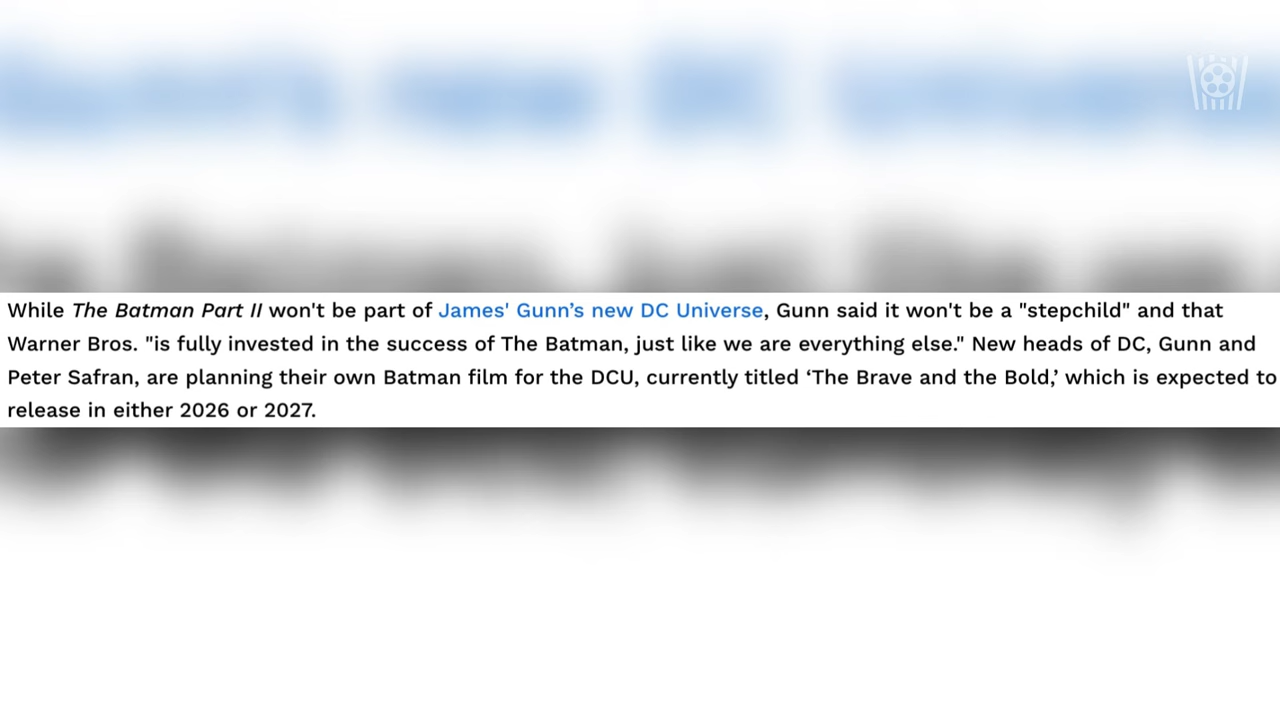 While The Batman Part II won't be part of James' Gunn’s new DC Universe, Gunn said it won't be a "stepchild" and that
Warner Bros. "is fully invested in the success of The Batman, just like we are everything else." New heads of DC, Gunn and
Peter Safran, are planning their own Batman film for the DCU, currently titled ‘The Brave and the Bold,’ which is expected to
release in either 2026 or 2027.